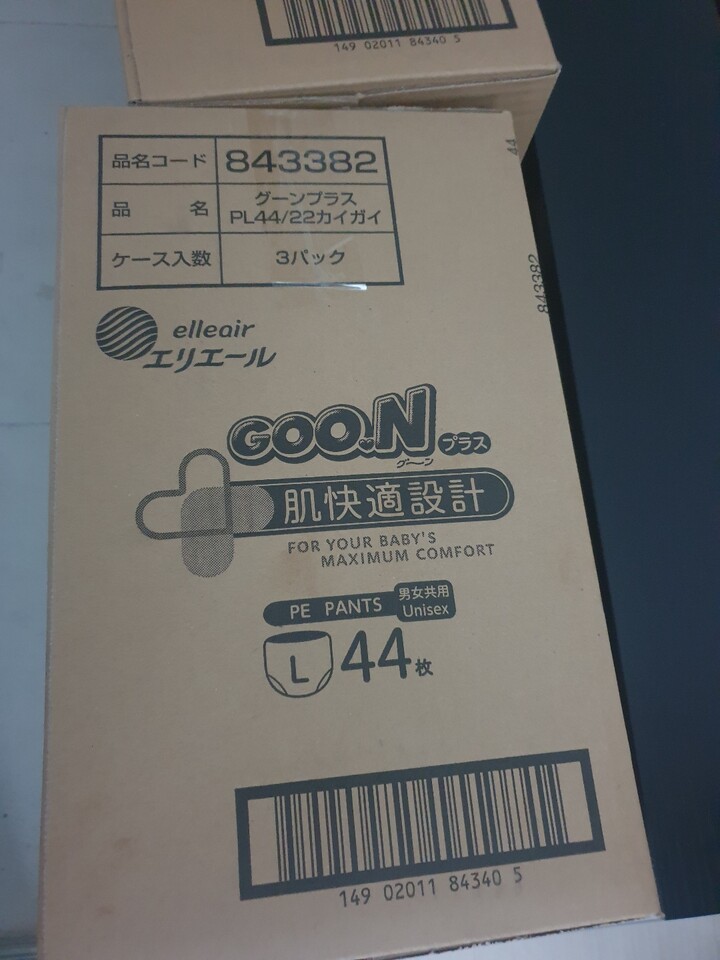 149 02011 84340 5
44
843382
品名コード 843382
品名 グーンプラス
PL44/22カイガイ
ケース入数 3パック
elleair
エリエール
GOO.N プラス
グーン
肌快適設計
FOR YOUR BABY'S
MAXIMUM COMFORT
PE PANTS 男女共用
Unisex
L 44枚
149 02011 84340 5